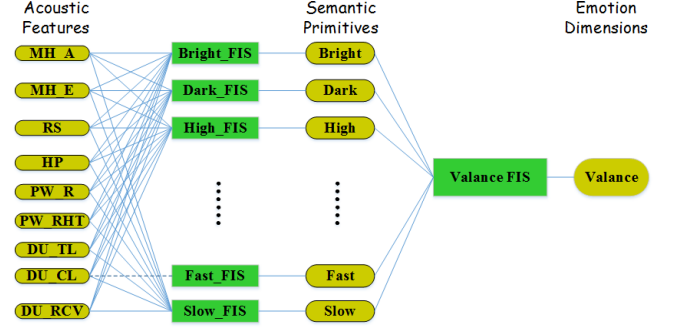 Acoustic
Features
Semantic
Primitives
Emotion
Dimensions
MH_A
Bright_FIS
Bright
MH_E
Dark_FIS
Dark
RS
High_FIS
High
HP
PW_R
Valance FIS
Valance
PW_RHT
DU_TL
DU_CL
Fast_FIS
Fast
DU_RCV
Slow_FIS
Slow